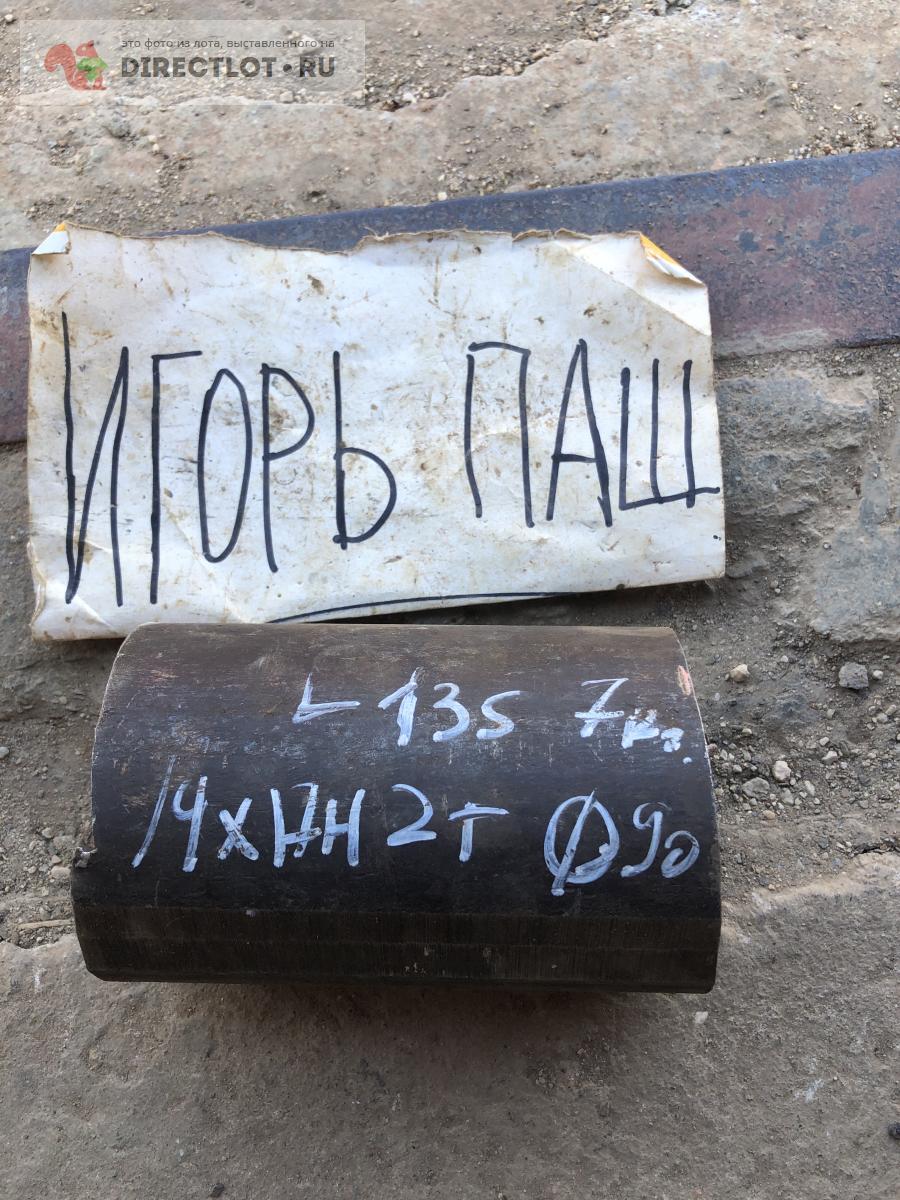 это фото из лота, выставленного на
DIRECTLOT•RU
ИГОРЬ ПАШ
L 135 7кг.
14х17Н2Т Ø90